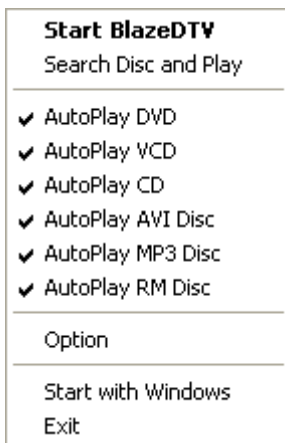 Start BlazeDTV
Search Disc and Play
AutoPlay DVD
AutoPlay VCD
AutoPlay CD
AutoPlay AVI Disc
AutoPlay MP3 Disc
AutoPlay RM Disc
Option
Start with Windows
Exit